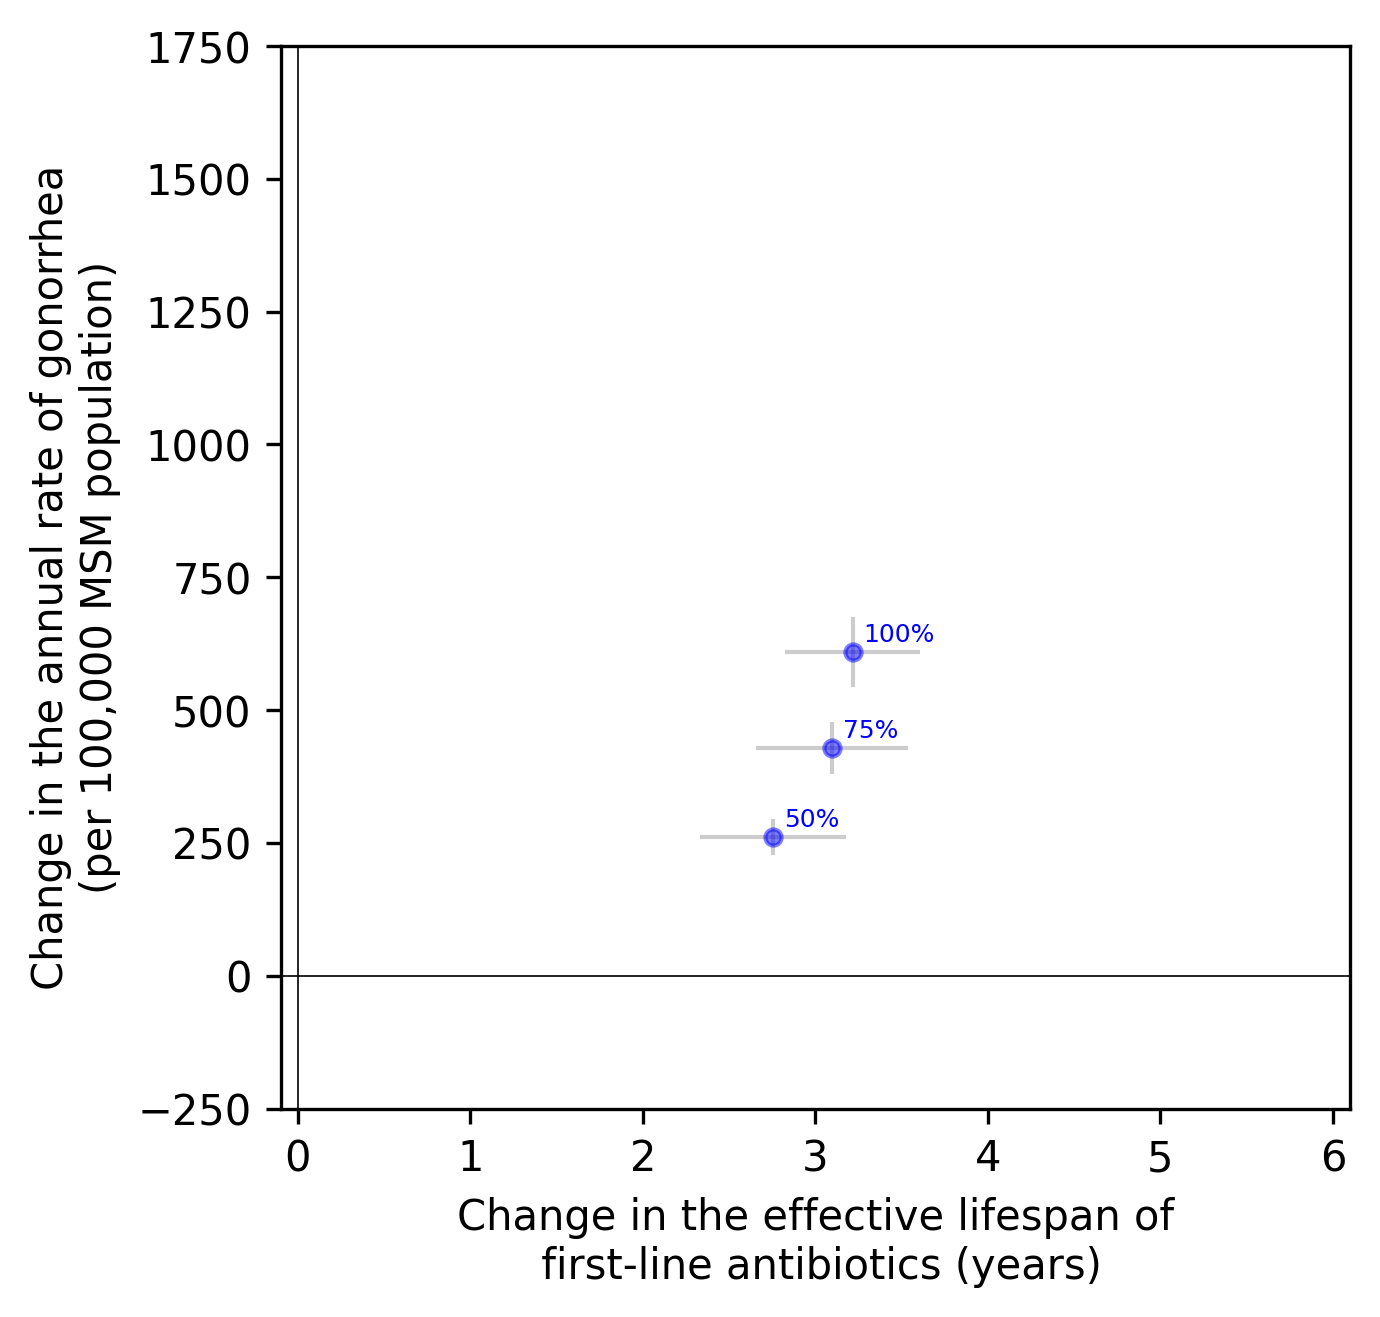 1750
1500
1250
1000
750
500
250
0
−250
Change in the annual rate of gonorrhea
(per 100,000 MSM population)
100%
75%
50%
0 1 2 3 4 5 6
Change in the effective lifespan of
first-line antibiotics (years)